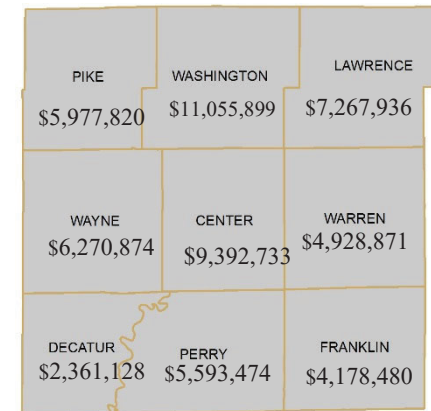 PIKE
$5,977,820
WASHINGTON
$11,055,899
LAWRENCE
$7,267,936
WAYNE
$6,270,874
CENTER
$9,392,733
WARREN
$4,928,871
DECATUR
$2,361,128
PERRY
$5,593,474
FRANKLIN
$4,178,480